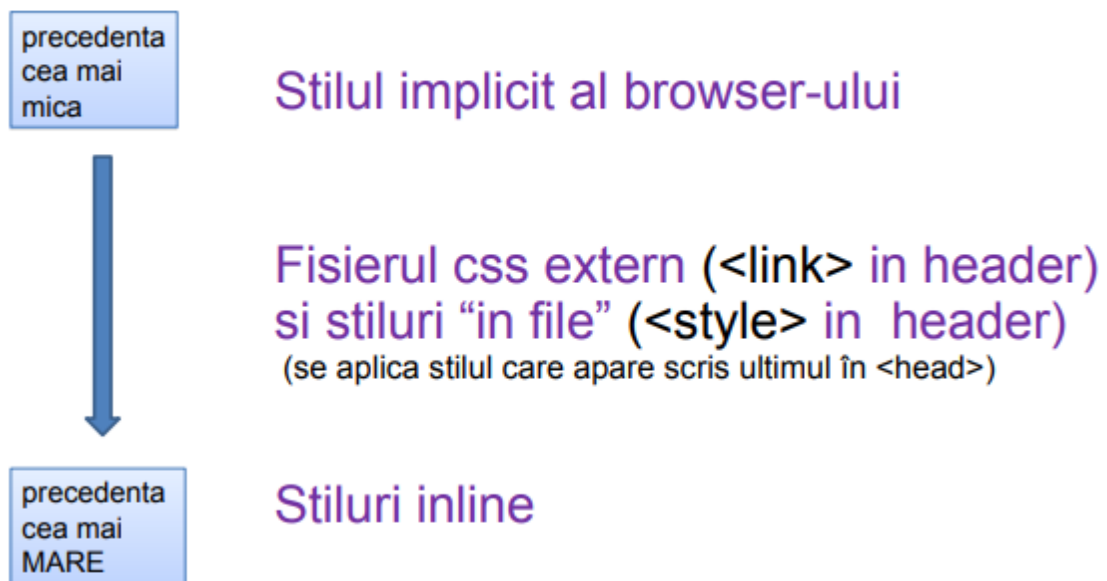 precedenta
cea mai
mica
Stilul implicit al browser-ului
Fisierul css extern (<link> in header)
si stiluri “in file” (<style> in header)
(se aplica stilul care apare scris ultimul în <head>)
precedenta
cea mai
MARE
Stiluri inline